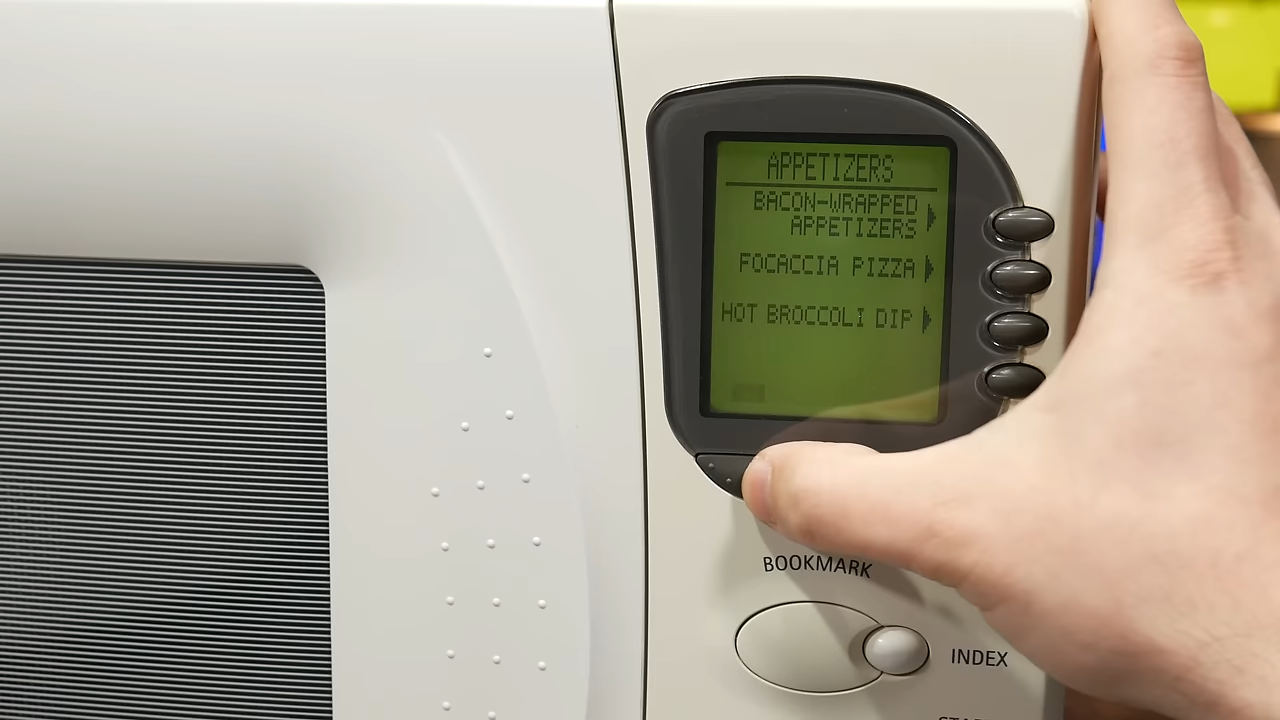 APPETIZERS
BACON-WRAPPED
APPETIZERS
FOCACCIA PIZZA
HOT BROCCOLI DIP
BOOKMARK
INDEX